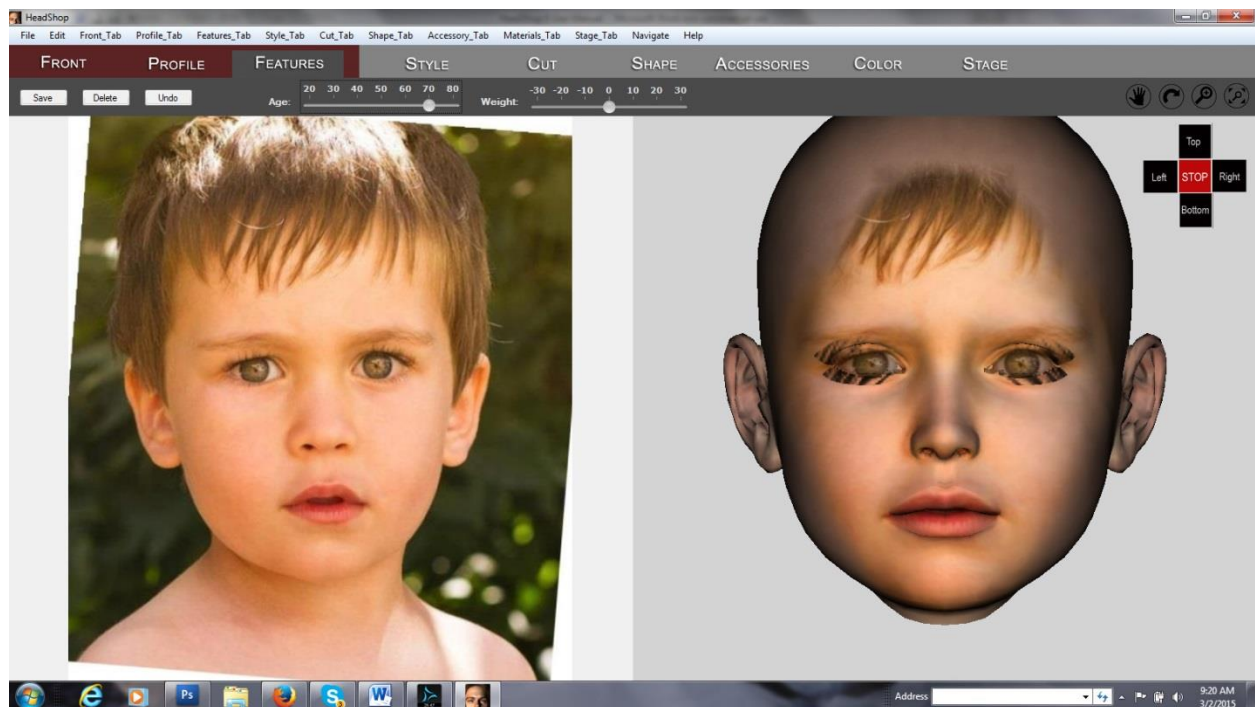 HeadShop
File Edit Front_Tab Profile_Tab Features_Tab Style_Tab Cut_Tab Shape_Tab Accessory_Tab Materials_Tab Stage_Tab Navigate Help
FRONT PROFILE FEATURES STYLE CUT SHAPE ACCESSORIES COLOR STAGE
Save Delete Undo Age: 20 30 40 50 60 70 80 Weight: -30 -20 -10 0 10 20 30
Top
Left STOP Right
Bottom
Ps S W Address 9:20 AM
3/2/2015